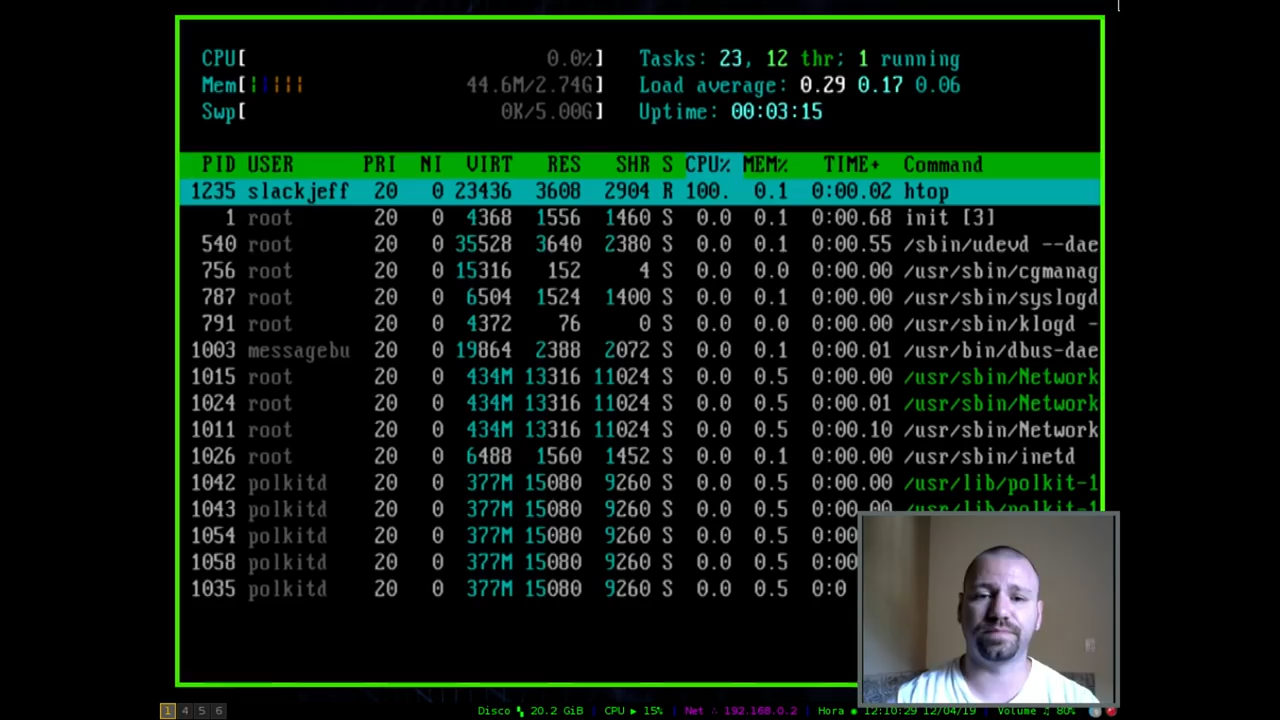 CPU[ 0.0%] Tasks: 23, 12 thr; 1 running
Mem[||||| 44.6M/2.74G] Load average: 0.29 0.17 0.06
Swp[ 0K/5.00G] Uptime: 00:03:15
PID USER PRI NI VIRT RES SHR S CPU% MEM% TIME+ Command
1235 slackjeff 20 0 23436 3608 2904 R 100. 0.1 0:00.02 htop
1 root 20 0 4368 1556 1460 S 0.0 0.1 0:00.68 init [3]
540 root 20 0 35528 3640 2380 S 0.0 0.1 0:00.55 /sbin/udevd --dae
756 root 20 0 15316 152 4 S 0.0 0.0 0:00.00 /usr/sbin/cgmanag
787 root 20 0 6504 1524 1400 S 0.0 0.1 0:00.00 /usr/sbin/syslogd
791 root 20 0 4372 76 0 S 0.0 0.0 0:00.00 /usr/sbin/klogd -
1003 messagebu 20 0 19864 2388 2072 S 0.0 0.1 0:00.01 /usr/bin/dbus-dae
1015 root 20 0 434M 13316 11024 S 0.0 0.5 0:00.00 /usr/sbin/Network
1024 root 20 0 434M 13316 11024 S 0.0 0.5 0:00.01 /usr/sbin/Network
1011 root 20 0 434M 13316 11024 S 0.0 0.5 0:00.10 /usr/sbin/Network
1026 root 20 0 6488 1560 1452 S 0.0 0.1 0:00.00 /usr/sbin/inetd
1042 polkitd 20 0 377M 15080 9260 S 0.0 0.5 0:00.00 /usr/lib/polkit-1
1043 polkitd 20 0 377M 15080 9260 S 0.0 0.5 0:00.00 /usr/lib/polkit-1
1054 polkitd 20 0 377M 15080 9260 S 0.0 0.5 0:00
1058 polkitd 20 0 377M 15080 9260 S 0.0 0.5 0:00
1035 polkitd 20 0 377M 15080 9260 S 0.0 0.5 0:0
1 4 5 6 Disco 20.2 GiB | CPU ▶ 15% | Net ∴ 192.168.0.2 | Hora ◉ 12:10:29 12/04/19 | Volume ♫ 80%